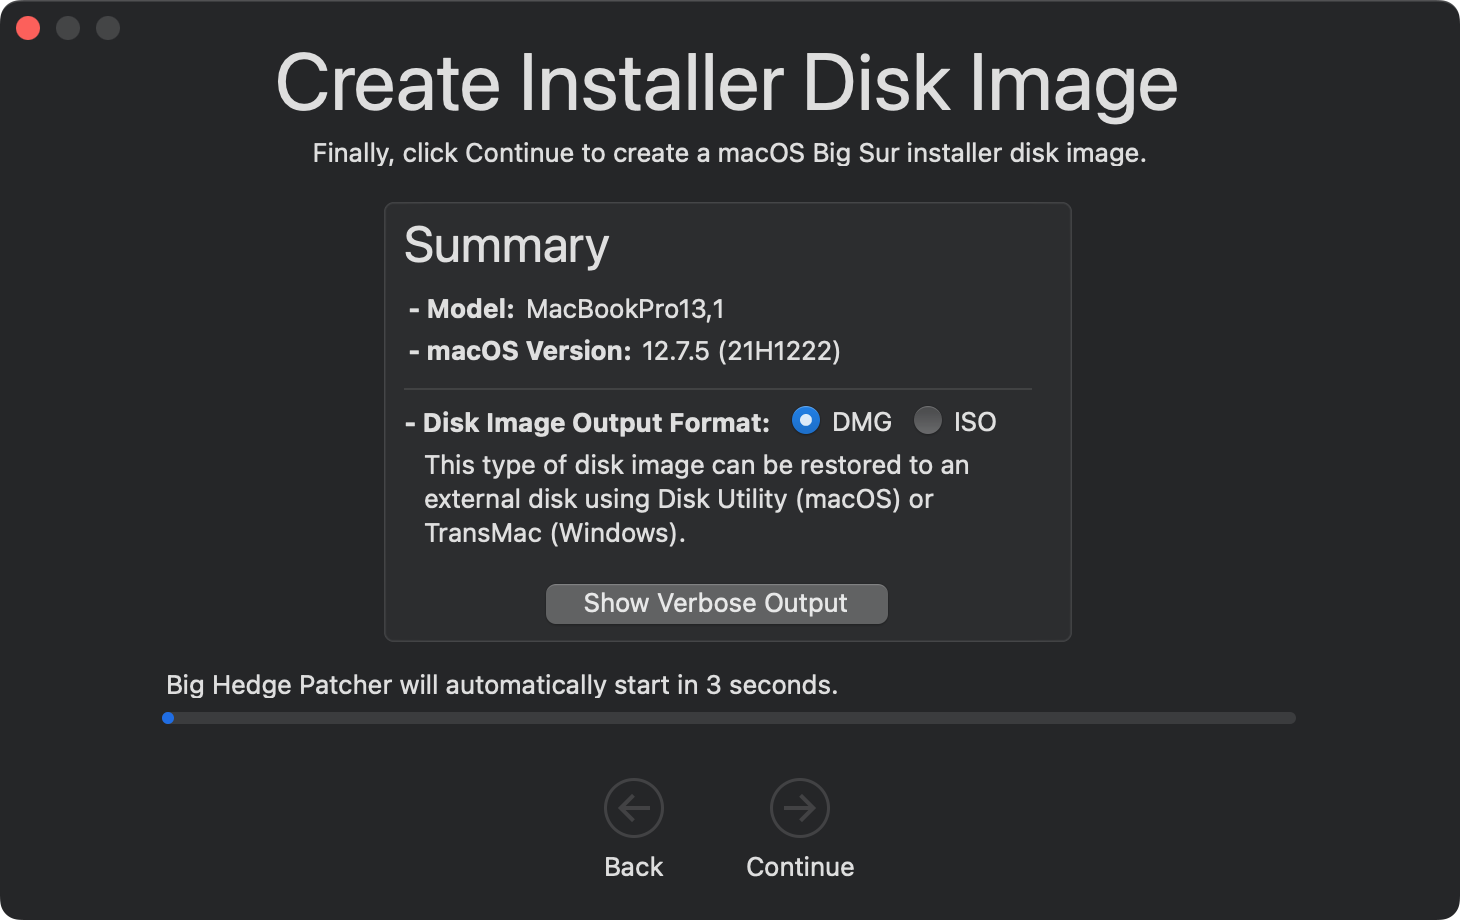 Create Installer Disk Image
Finally, click Continue to create a macOS Big Sur installer disk image.
Summary
- Model: MacBookPro13,1
- macOS Version: 12.7.5 (21H1222)
- Disk Image Output Format: DMG ISO
This type of disk image can be restored to an
external disk using Disk Utility (macOS) or
TransMac (Windows).
Show Verbose Output
Big Hedge Patcher will automatically start in 3 seconds.
Back Continue